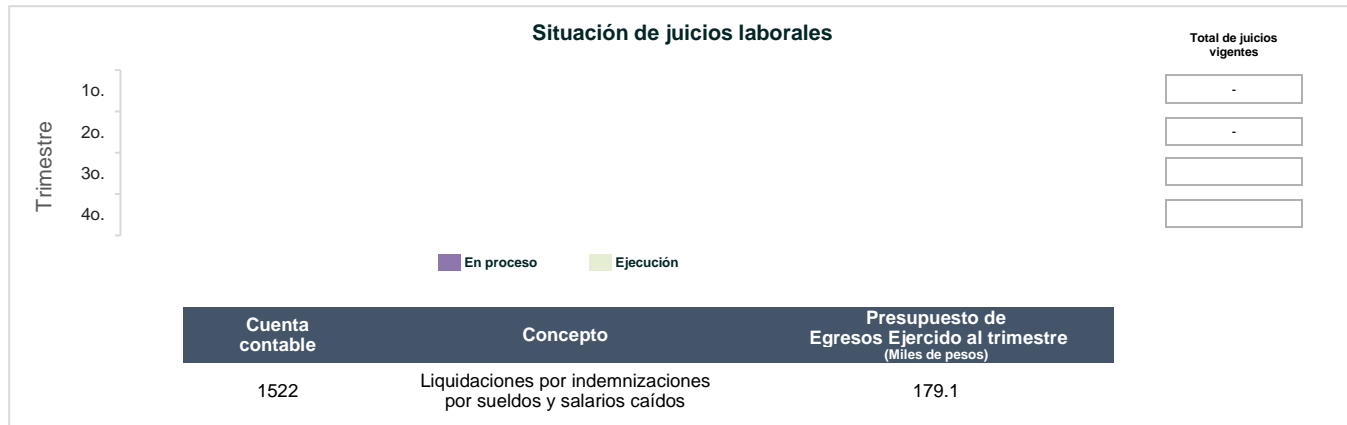 Situación de juicios laborales
Total de juicios
vigentes
Trimestre
1o.
-
2o.
-
3o.
4o.
En proceso
Ejecución
Cuenta
contable
Concepto
Presupuesto de
Egresos Ejercido al trimestre
(Miles de pesos)
1522
Liquidaciones por indemnizaciones
por sueldos y salarios caídos
179.1